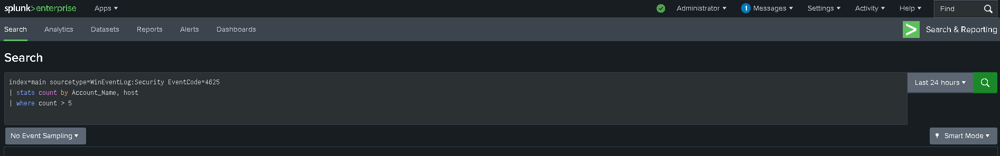 splunk>enterprise Apps Administrator 1 Messages Settings Activity Help Find
Search Analytics Datasets Reports Alerts Dashboards Search & Reporting
Search
index=main sourcetype=WinEventLog:Security EventCode=4625
| stats count by Account_Name, host
| where count > 5
Last 24 hours
No Event Sampling Smart Mode